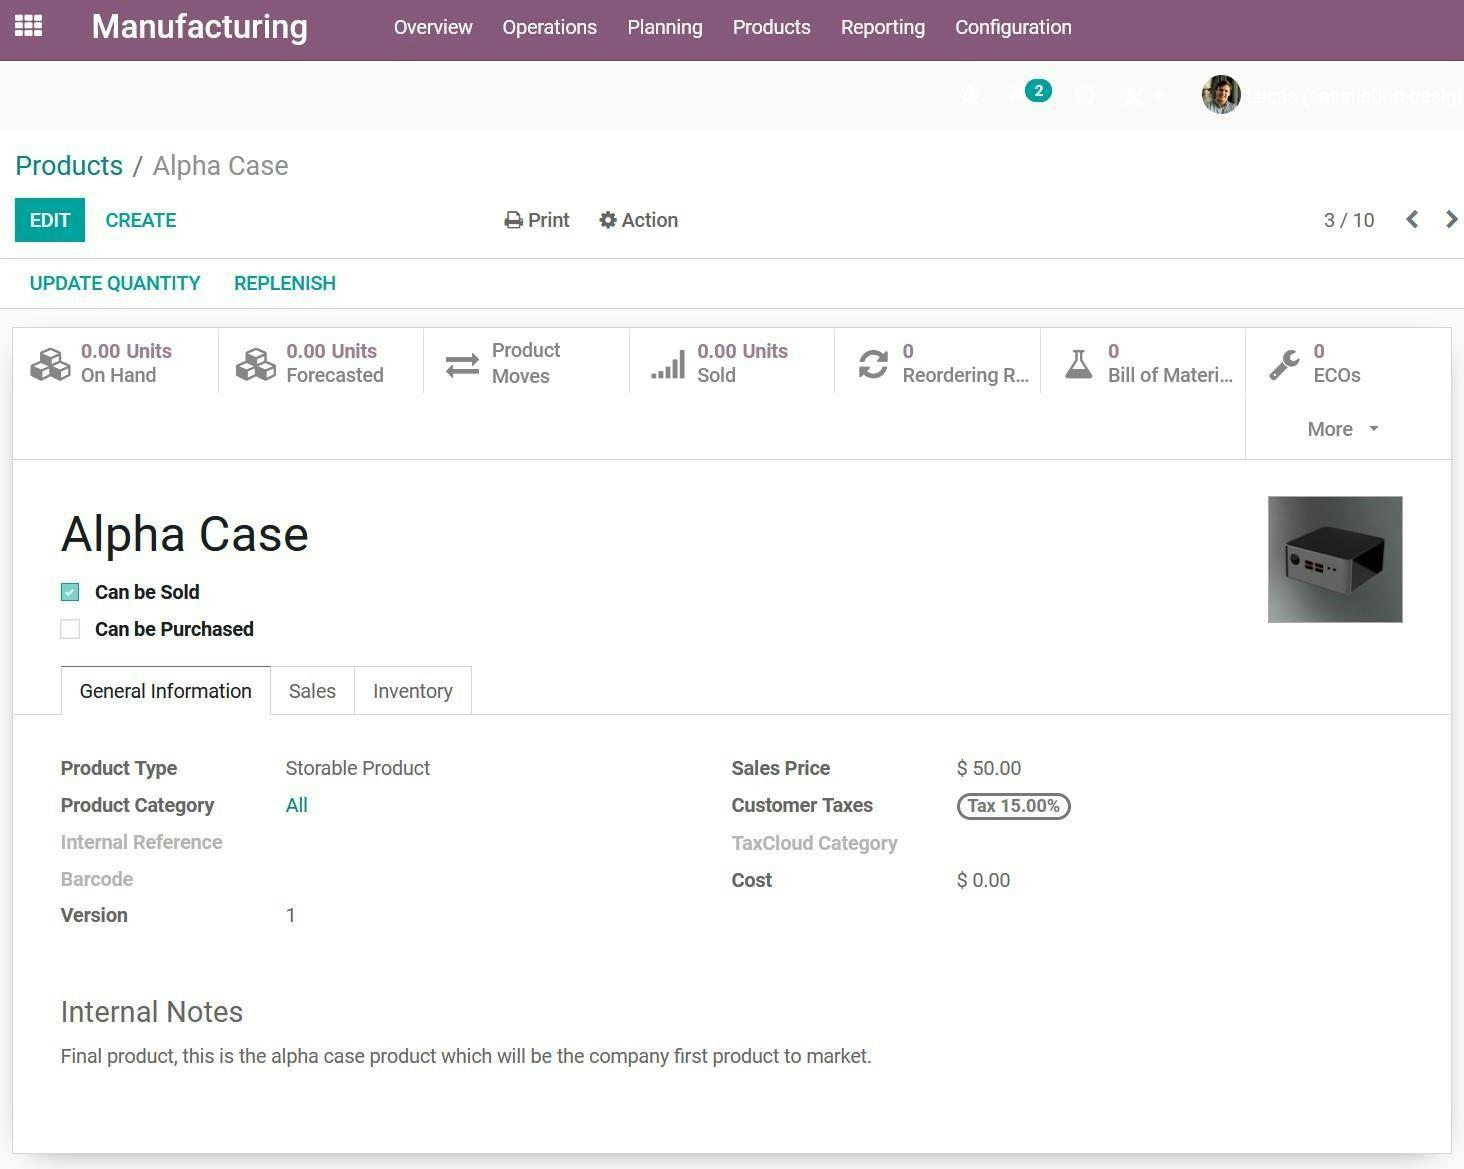 Manufacturing Overview Operations Planning Products Reporting Configuration
2 Lucas (casefiction-design
Products / Alpha Case
EDIT CREATE Print Action 3 / 10
UPDATE QUANTITY REPLENISH
0.00 Units
On Hand
0.00 Units
Forecasted
Product
Moves
0.00 Units
Sold
0
Reordering R...
0
Bill of Materi...
0
ECOs
More
Alpha Case
Can be Sold
Can be Purchased
General Information Sales Inventory
Product Type Storable Product
Product Category All
Internal Reference
Barcode
Version 1
Sales Price $ 50.00
Customer Taxes Tax 15.00%
TaxCloud Category
Cost $ 0.00
Internal Notes
Final product, this is the alpha case product which will be the company first product to market.